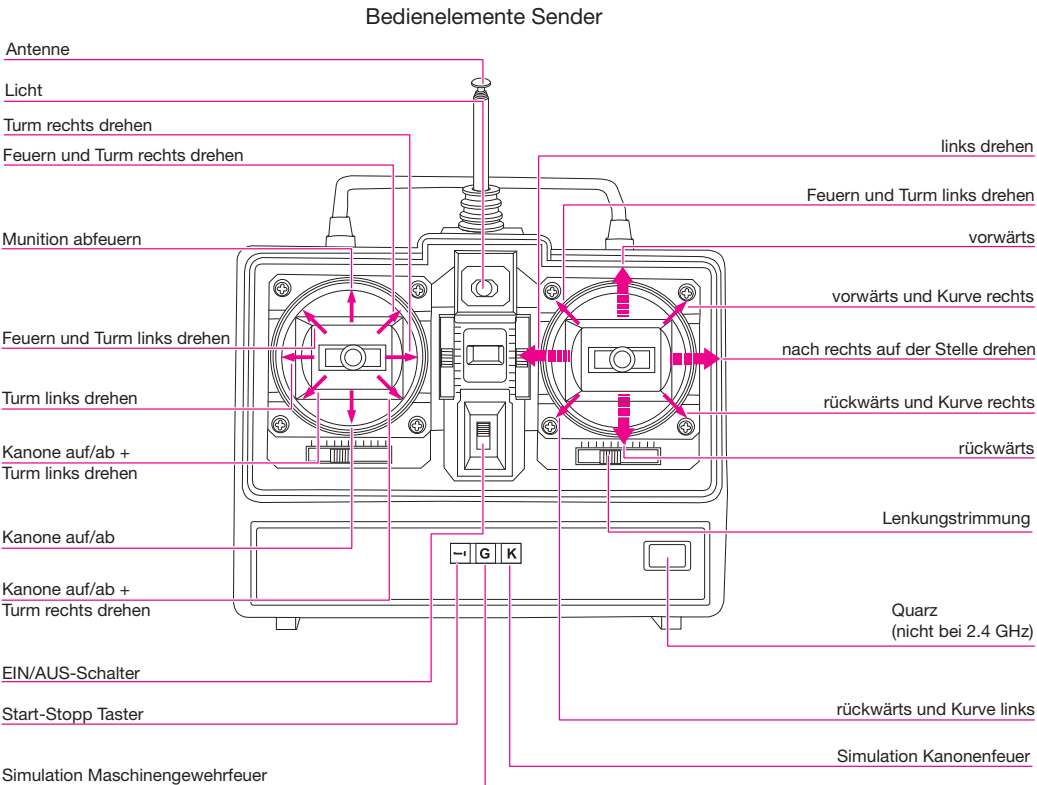 Bedienelemente Sender
Antenne
Licht
Turm rechts drehen
Feuern und Turm rechts drehen
Munition abfeuern
Feuern und Turm links drehen
Turm links drehen
Kanone auf/ab +
Turm links drehen
Kanone auf/ab
Kanone auf/ab +
Turm rechts drehen
EIN/AUS-Schalter
Start-Stopp Taster
Simulation Maschinengewehrfeuer
links drehen
Feuern und Turm links drehen
vorwärts
vorwärts und Kurve rechts
nach rechts auf der Stelle drehen
rückwärts und Kurve rechts
rückwärts
Lenkungstrimmung
Quarz
(nicht bei 2.4 GHz)
rückwärts und Kurve links
Simulation Kanonenfeuer
G K